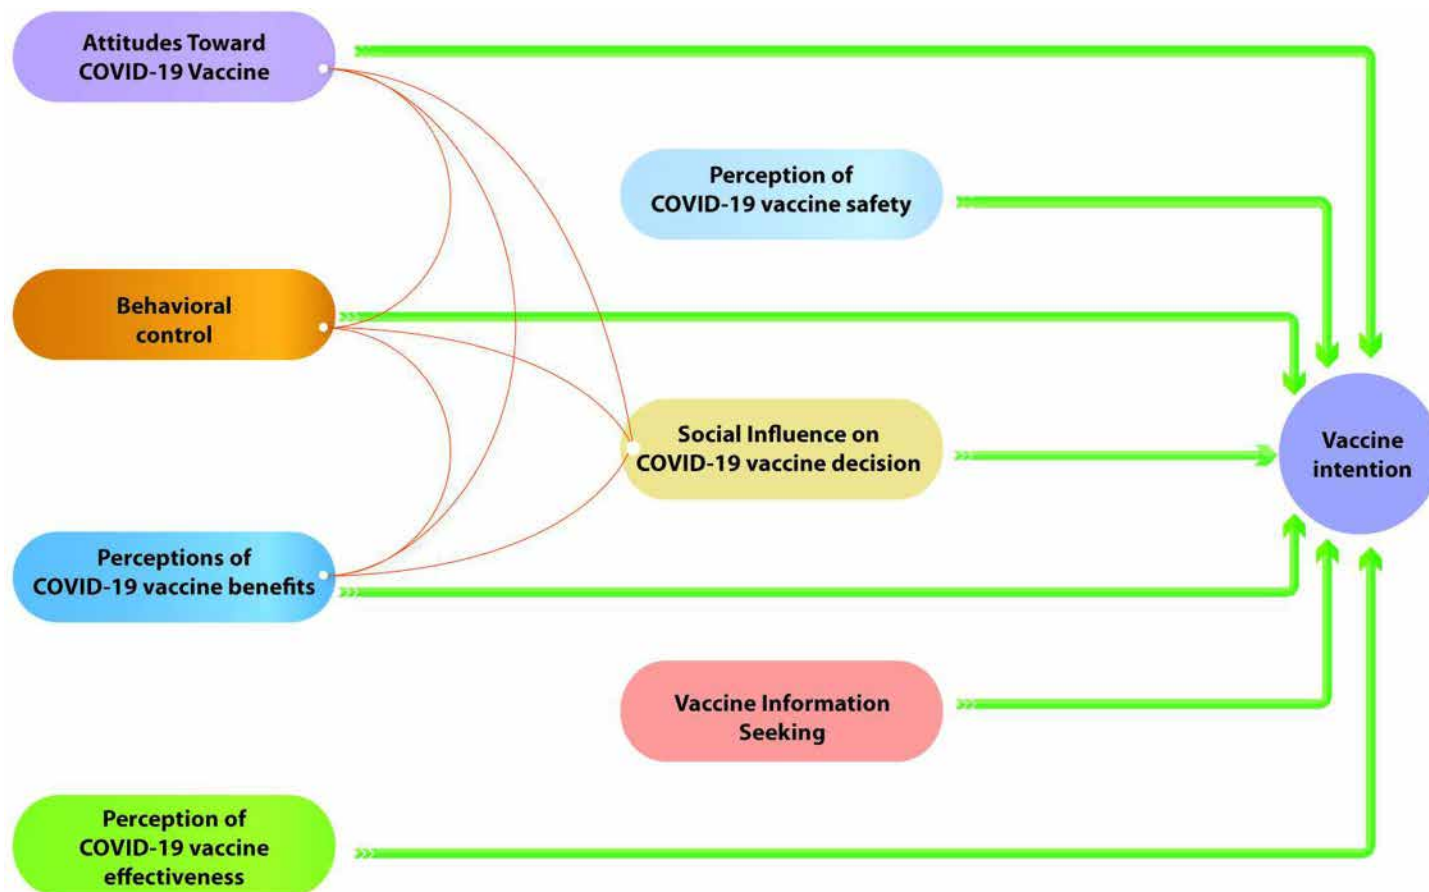 Attitudes Toward
COVID-19 Vaccine
Perception of
COVID-19 vaccine safety
Behavioral
control
Social Influence on
COVID-19 vaccine decision
Vaccine
intention
Perceptions of
COVID-19 vaccine benefits
Vaccine Information
Seeking
Perception of
COVID-19 vaccine
effectiveness